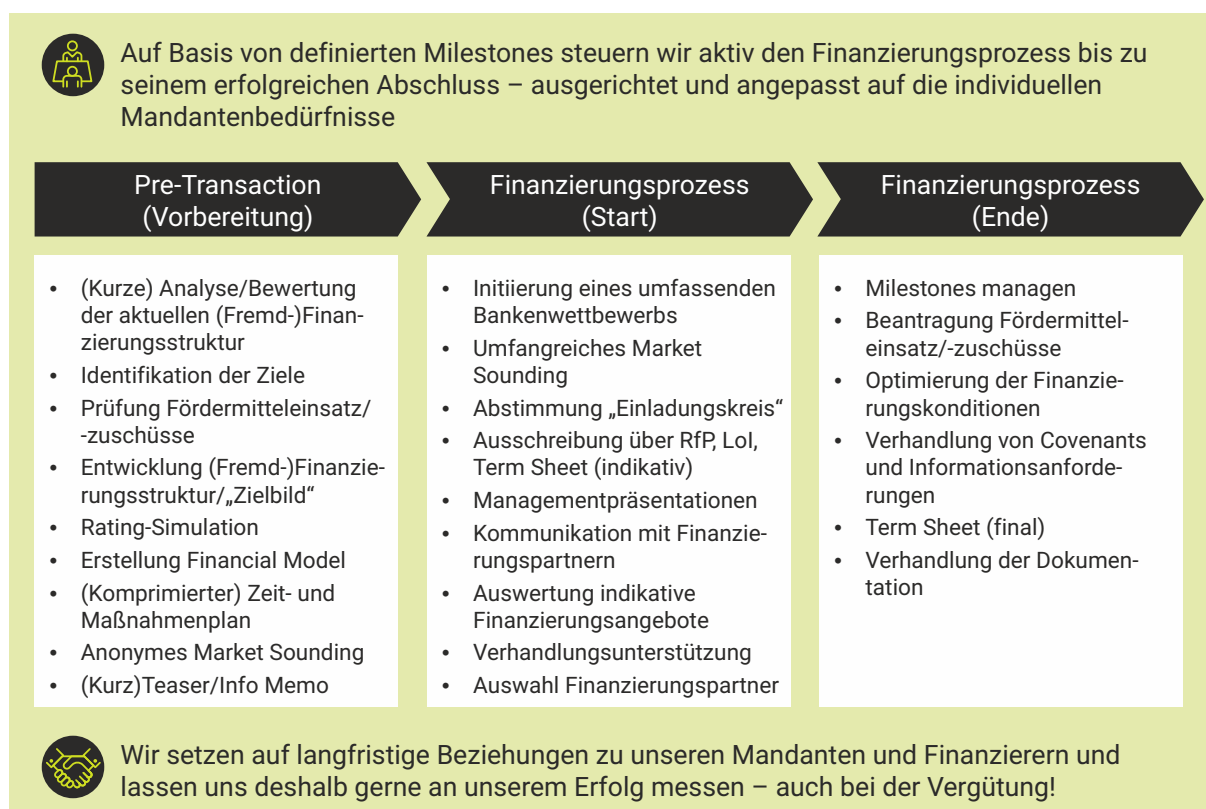 Auf Basis von definierten Milestones steuern wir aktiv den Finanzierungsprozess bis zu
seinem erfolgreichen Abschluss – ausgerichtet und angepasst auf die individuellen
Mandantenbedürfnisse
Pre-Transaction
(Vorbereitung)
• (Kurze) Analyse/Bewertung
der aktuellen (Fremd-)Finan-
zierungsstruktur
• Identifikation der Ziele
• Prüfung Fördermitteleinsatz/
-zuschüsse
• Entwicklung (Fremd-)Finanzie-
rungsstruktur/„Zielbild“
• Rating-Simulation
• Erstellung Financial Model
• (Komprimierter) Zeit- und
Maßnahmenplan
• Anonymes Market Sounding
• (Kurz)Teaser/Info Memo
Finanzierungsprozess
(Start)
• Initiierung eines umfassenden
Bankenwettbewerbs
• Umfangreiches Market
Sounding
• Abstimmung „Einladungskreis“
• Ausschreibung über RfP, LoI,
Term Sheet (indikativ)
• Managementpräsentationen
• Kommunikation mit Finanzie-
rungspartnern
• Auswertung indikative
Finanzierungsangebote
• Verhandlungsunterstützung
• Auswahl Finanzierungspartner
Finanzierungsprozess
(Ende)
• Milestones managen
• Beantragung Fördermittel-
einsatz/-zuschüsse
• Optimierung der Finanzie-
rungskonditionen
• Verhandlung von Covenants
und Informationsanforde-
rungen
• Term Sheet (final)
• Verhandlung der Dokumen-
tation
Wir setzen auf langfristige Beziehungen zu unseren Mandanten und Finanzierern und
lassen uns deshalb gerne an unserem Erfolg messen – auch bei der Vergütung!